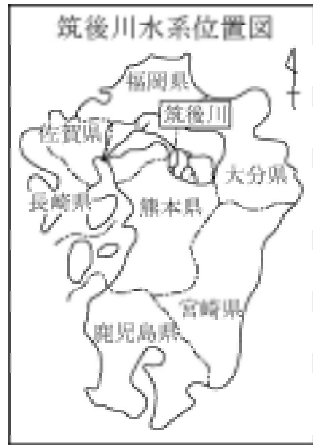 筑後川水系位置図
福岡県
筑後川
佐賀県
大分県
長崎県
熊本県
宮崎県
鹿児島県